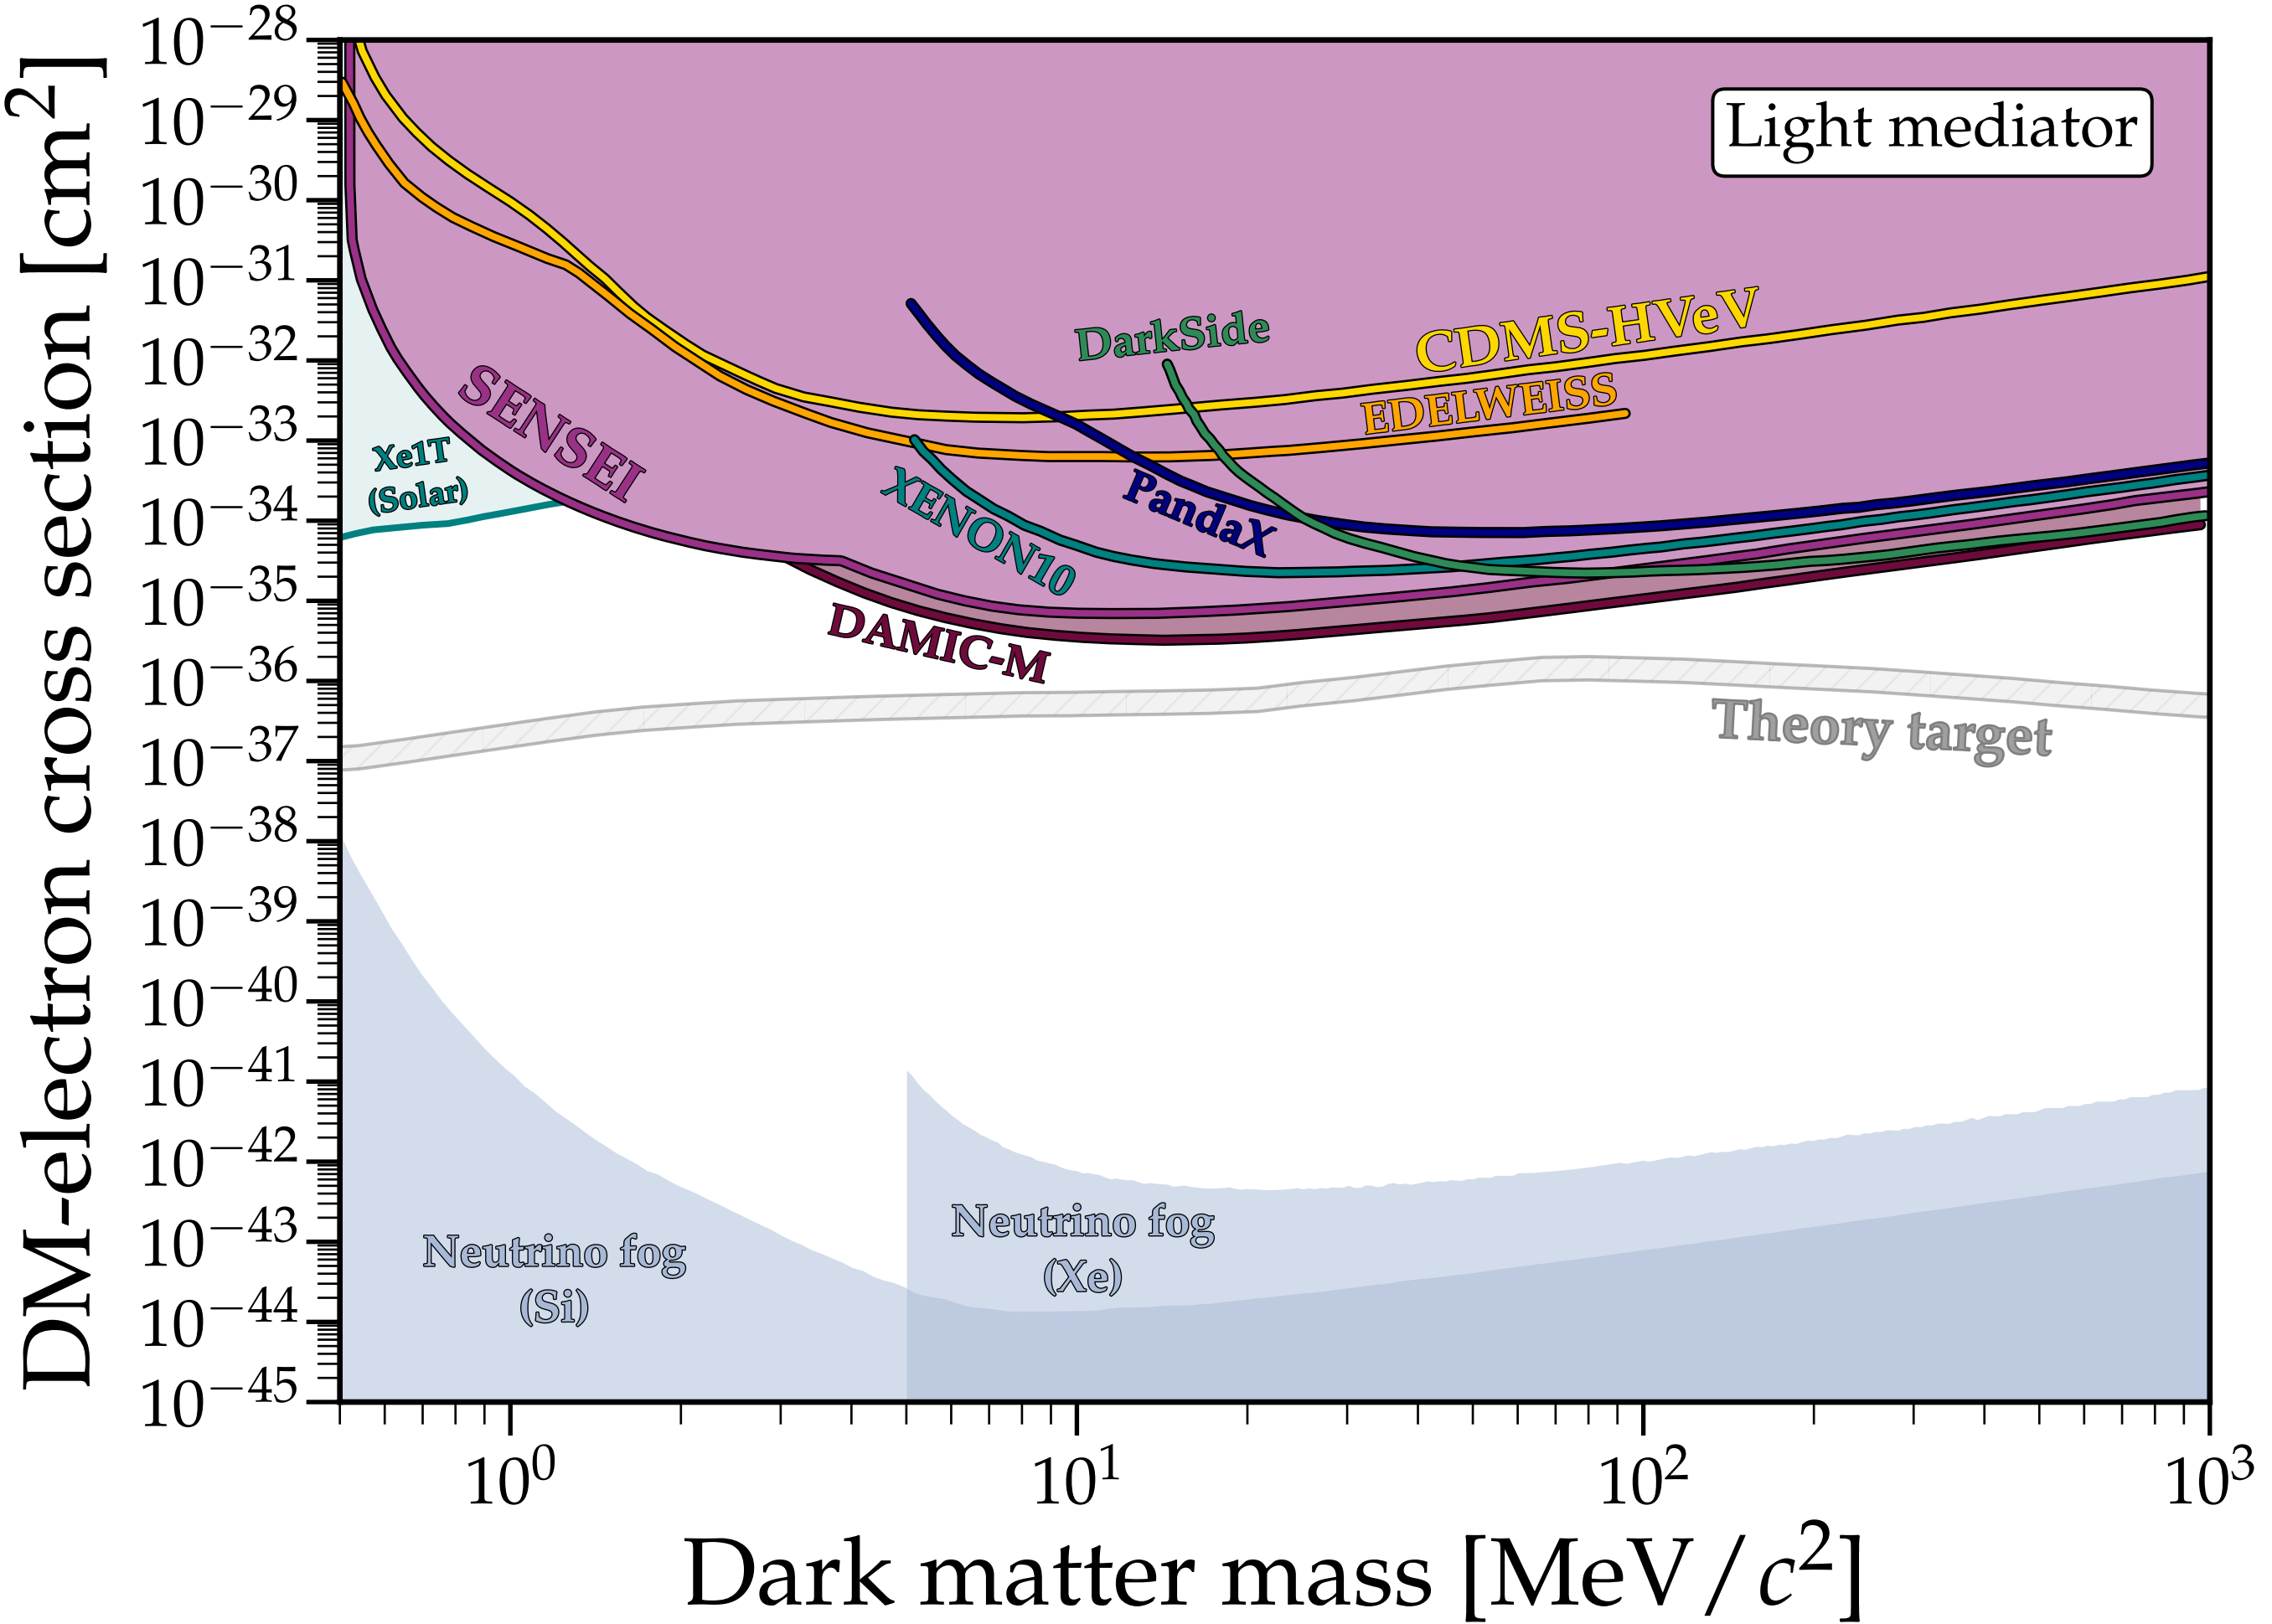 DM-electron cross section [cm²]
10⁻²⁸
10⁻²⁹
10⁻³⁰
10⁻³¹
10⁻³²
10⁻³³
10⁻³⁴
10⁻³⁵
10⁻³⁶
10⁻³⁷
10⁻³⁸
10⁻³⁹
10⁻⁴⁰
10⁻⁴¹
10⁻⁴²
10⁻⁴³
10⁻⁴⁴
10⁻⁴⁵
Light mediator
CDMS-HVeV
DarkSide
EDELWEISS
SENSEI
Xe1T
(Solar)
XENON10
PandaX
DAMIC-M
Theory target
Neutrino fog
(Xe)
Neutrino fog
(Si)
10⁰
10¹
10²
10³
Dark matter mass [MeV/c²]